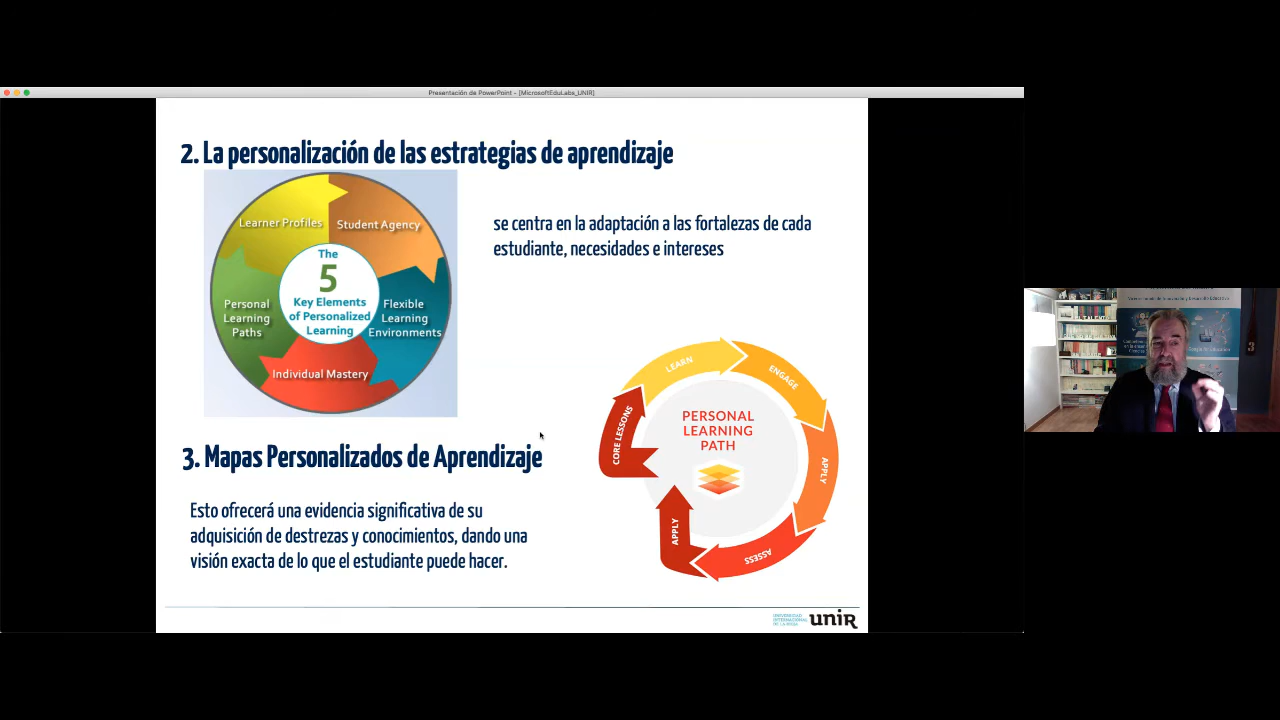 Presentación de PowerPoint - [MicrosoftEduLabs_UNIR]
2. La personalización de las estrategias de aprendizaje
Learner Profiles
Student Agency
The
5
Key Elements
of Personalized
Learning
Personal
Learning
Paths
Flexible
Learning
Environments
Individual Mastery
se centra en la adaptación a las fortalezas de cada
estudiante, necesidades e intereses
LEARN
ENGAGE
CORE LESSONS
PERSONAL
LEARNING
PATH
APPLY
APPLY
ASSESS
3. Mapas Personalizados de Aprendizaje
Esto ofrecerá una evidencia significativa de su
adquisición de destrezas y conocimientos, dando una
visión exacta de lo que el estudiante puede hacer.
UNIVERSIDAD
INTERNACIONAL
DE LA RIOJA
unir